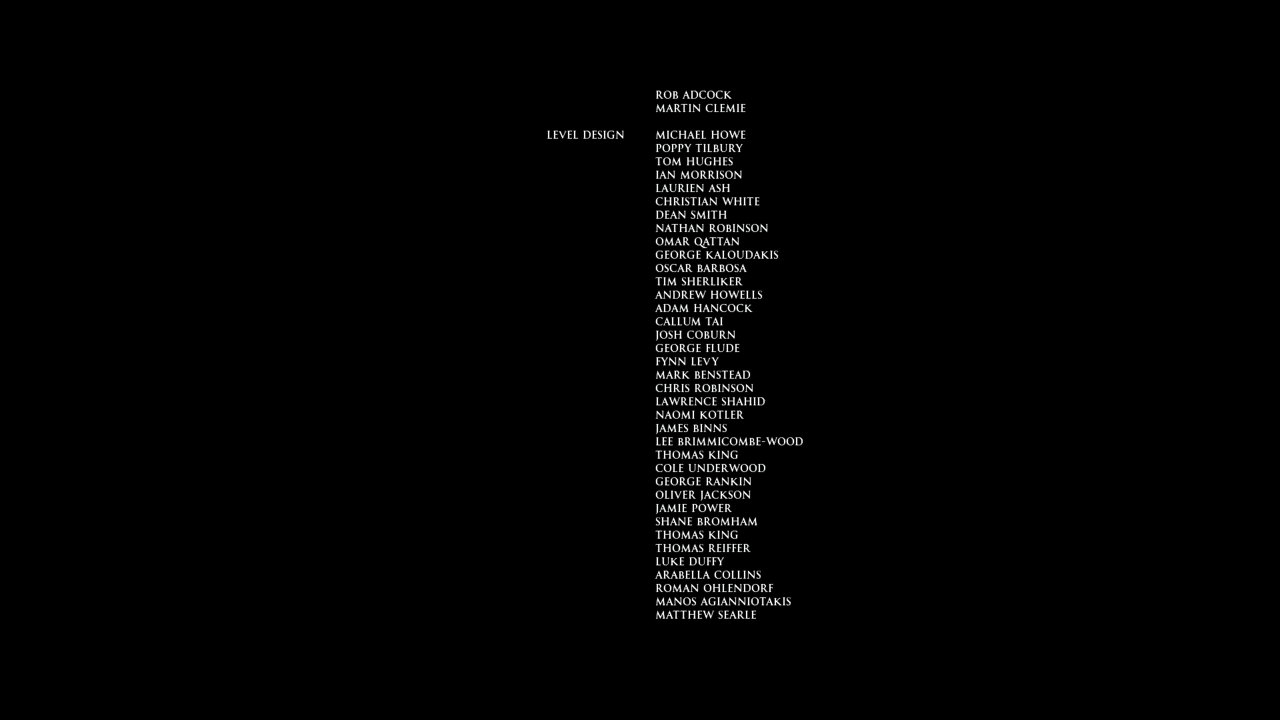 ROB ADCOCK
MARTIN CLEMIE
LEVEL DESIGN MICHAEL HOWE
POPPY TILBURY
TOM HUGHES
IAN MORRISON
LAURIEN ASH
CHRISTIAN WHITE
DEAN SMITH
NATHAN ROBINSON
OMAR QATTAN
GEORGE KALOUDAKIS
OSCAR BARBOSA
TIM SHERLIKER
ANDREW HOWELLS
ADAM HANCOCK
CALLUM TAI
JOSH COBURN
GEORGE FLUDE
FYNN LEVY
MARK BENSTEAD
CHRIS ROBINSON
LAWRENCE SHAHID
NAOMI KOTLER
JAMES BINNS
LEE BRIMMICOMBE-WOOD
THOMAS KING
COLE UNDERWOOD
GEORGE RANKIN
OLIVER JACKSON
JAMIE POWER
SHANE BROMHAM
THOMAS KING
THOMAS REIFFER
LUKE DUFFY
ARABELLA COLLINS
ROMAN OHLENDORF
MANOS AGIANNIOTAKIS
MATTHEW SEARLE